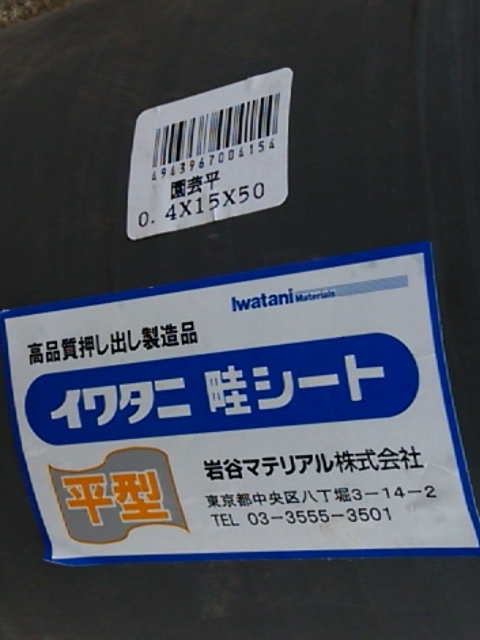 4943967004154
園芸平
0.4X15X50
Iwatani Materials
高品質押し出し製造品
イワタニ 畦シート
平型
岩谷マテリアル株式会社
東京都中央区八丁堀3-14-2
TEL 03-3555-3501